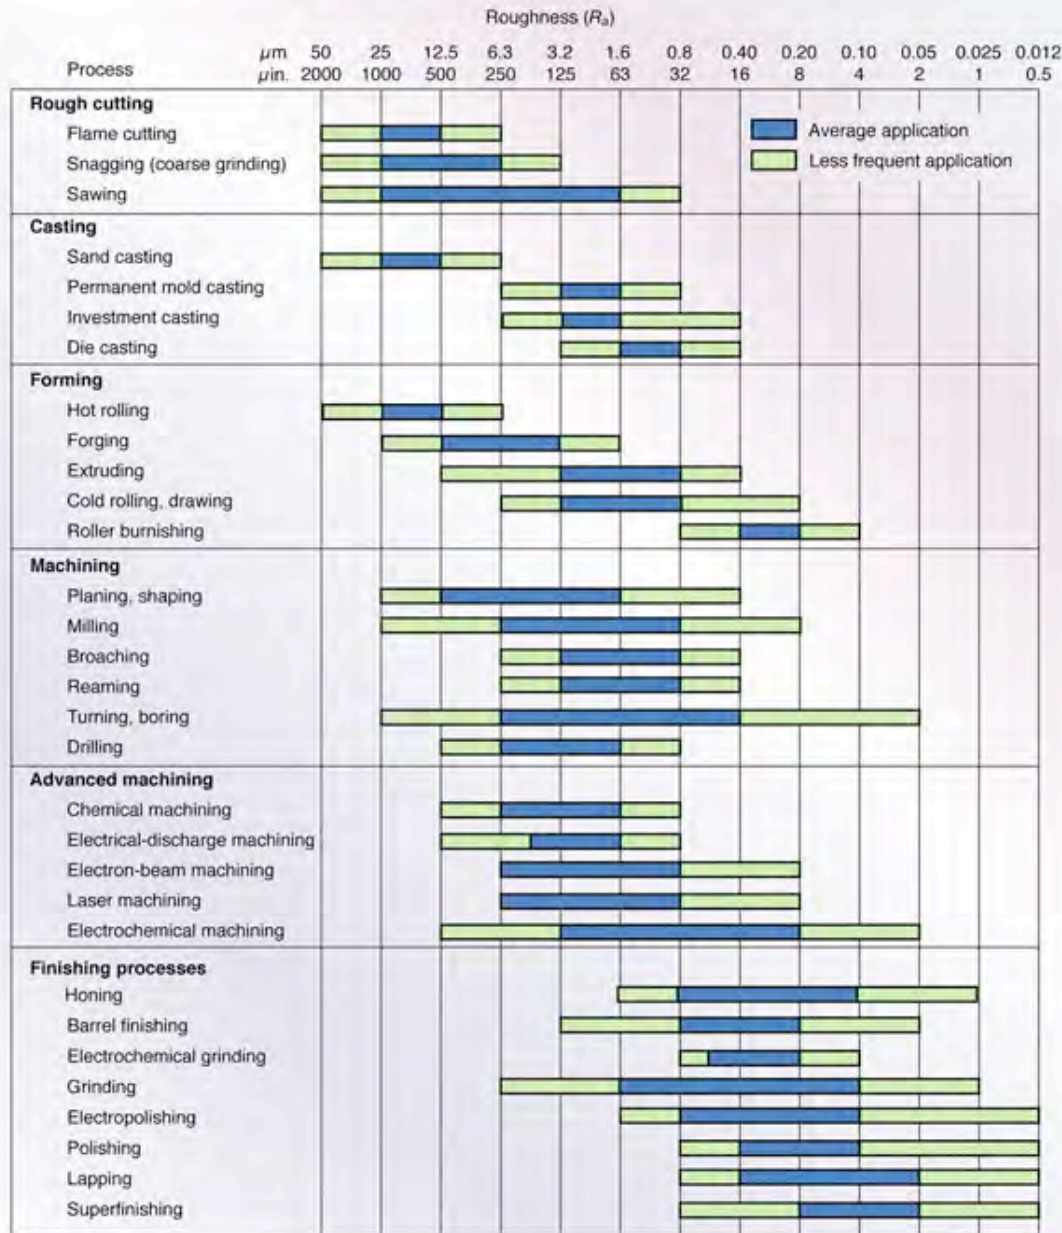 Roughness (Ra)
μm 50 25 12.5 6.3 3.2 1.6 0.8 0.40 0.20 0.10 0.05 0.025 0.012
Process μin. 2000 1000 500 250 125 63 32 16 8 4 2 1 0.5
Rough cutting
Flame cutting
Average application
Snagging (coarse grinding)
Less frequent application
Sawing
Casting
Sand casting
Permanent mold casting
Investment casting
Die casting
Forming
Hot rolling
Forging
Extruding
Cold rolling, drawing
Roller burnishing
Machining
Planing, shaping
Milling
Broaching
Reaming
Turning, boring
Drilling
Advanced machining
Chemical machining
Electrical-discharge machining
Electron-beam machining
Laser machining
Electrochemical machining
Finishing processes
Honing
Barrel finishing
Electrochemical grinding
Grinding
Electropolishing
Polishing
Lapping
Superfinishing